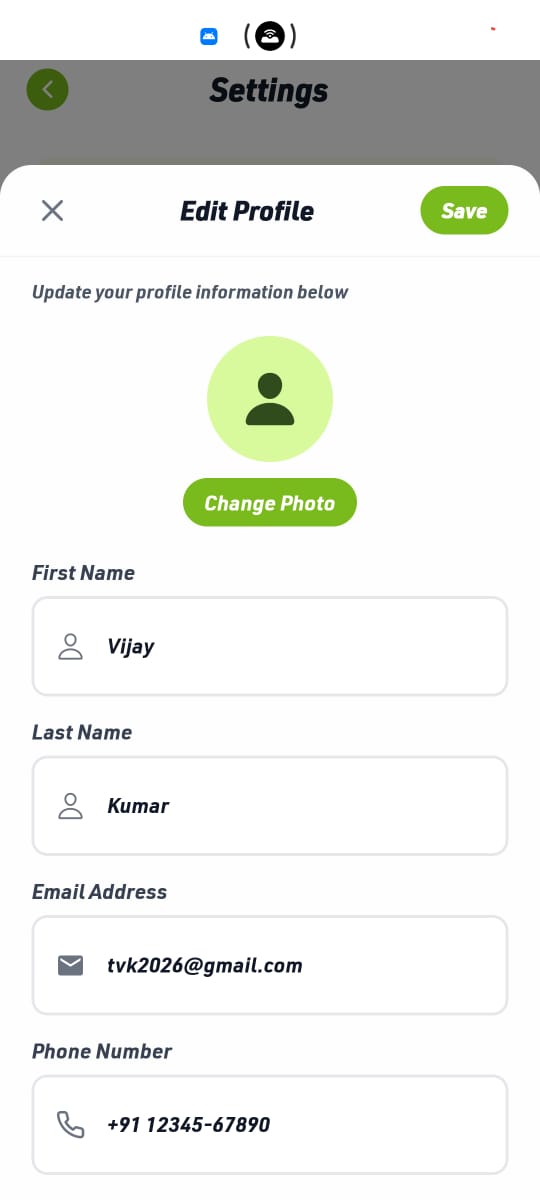 Settings
Edit Profile
Save
Update your profile information below
Change Photo
First Name
Vijay
Last Name
Kumar
Email Address
tvk2026@gmail.com
Phone Number
+91 12345-67890